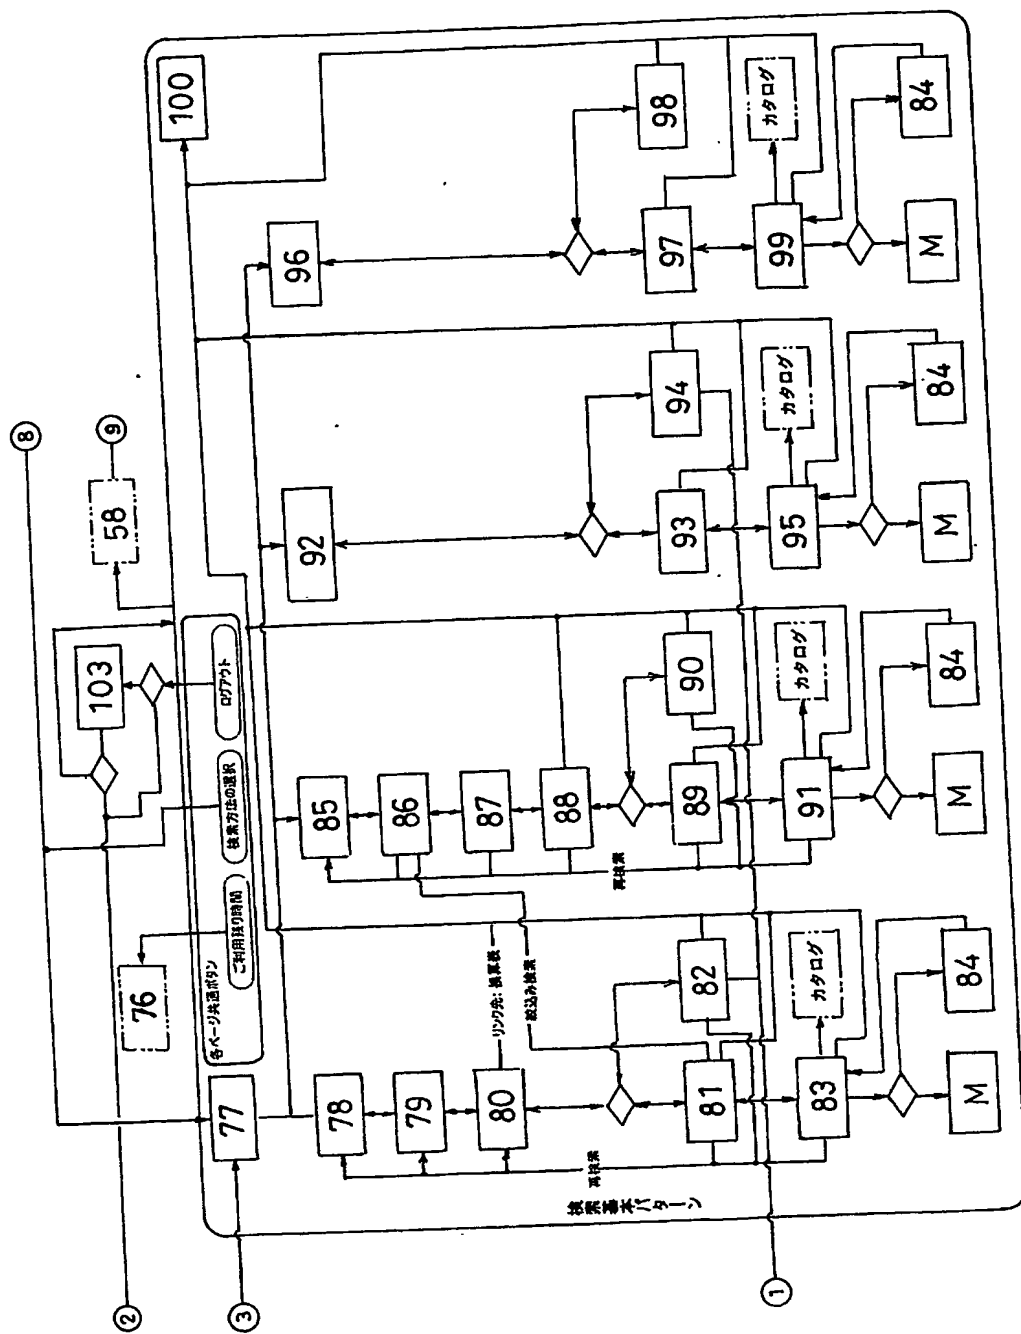 8
2
3
9
1
58
76
103
77
各ページ共通ボタン
ご利用残り時間
検索方法の選択
ログアウト
100
検索基本パターン
78
79
80
リンク先:換算表
絞込み検索
再検索
81
82
83
カタログ
84
M
85
86
87
88
再検索
89
90
91
カタログ
84
M
92
93
94
95
カタログ
84
M
96
97
98
99
カタログ
84
M